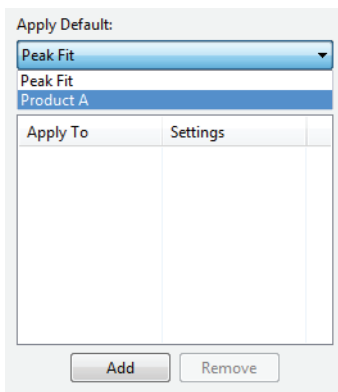 Apply Default:
Peak Fit
Peak Fit
Product A
Apply To Settings
Add Remove